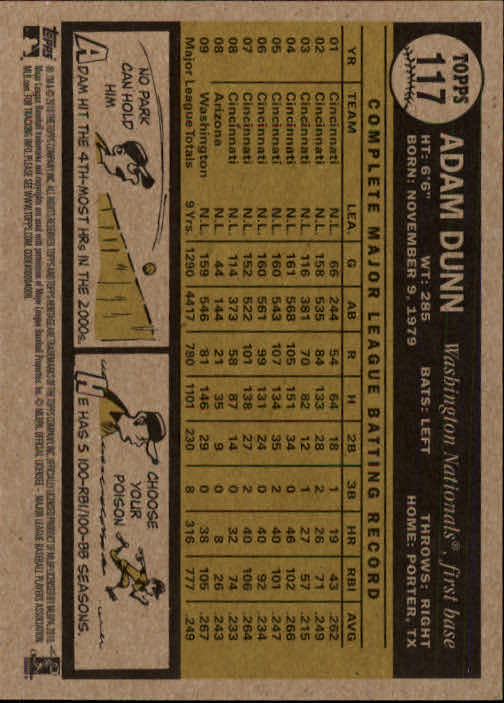 TOPPS
117
ADAM DUNN Washington Nationals®, first base
HT: 6'6" WT: 285 BATS: LEFT THROWS: RIGHT
BORN: NOVEMBER 9, 1979 HOME: PORTER, TX
COMPLETE MAJOR LEAGUE BATTING RECORD
YR TEAM LEA. G AB R H 2B 3B HR RBI AVG
01 Cincinnati N.L. 66 244 54 64 18 1 19 43 .262
02 Cincinnati N.L. 158 535 84 133 28 2 26 71 .249
03 Cincinnati N.L. 116 381 70 82 12 1 27 57 .215
04 Cincinnati N.L. 161 568 105 151 34 0 46 102 .266
05 Cincinnati N.L. 160 543 107 134 35 2 40 101 .247
06 Cincinnati N.L. 160 561 99 131 24 0 40 92 .234
07 Cincinnati N.L. 152 522 101 138 27 2 40 106 .264
08 Cincinnati N.L. 114 373 58 87 14 0 32 74 .233
08 Arizona N.L. 44 144 21 35 9 0 8 26 .243
09 Washington N.L. 159 546 81 146 29 0 38 105 .267
Major League Totals 9 Yrs. 1290 4417 780 1101 230 8 316 777 .249
NO PARK
CAN HOLD
HIM
ADAM HIT THE 4TH-MOST HRs IN THE 2000s.
CHOOSE
YOUR
POISON
HE HAS 5 100-RBI/100-BB SEASONS.
TOPPS